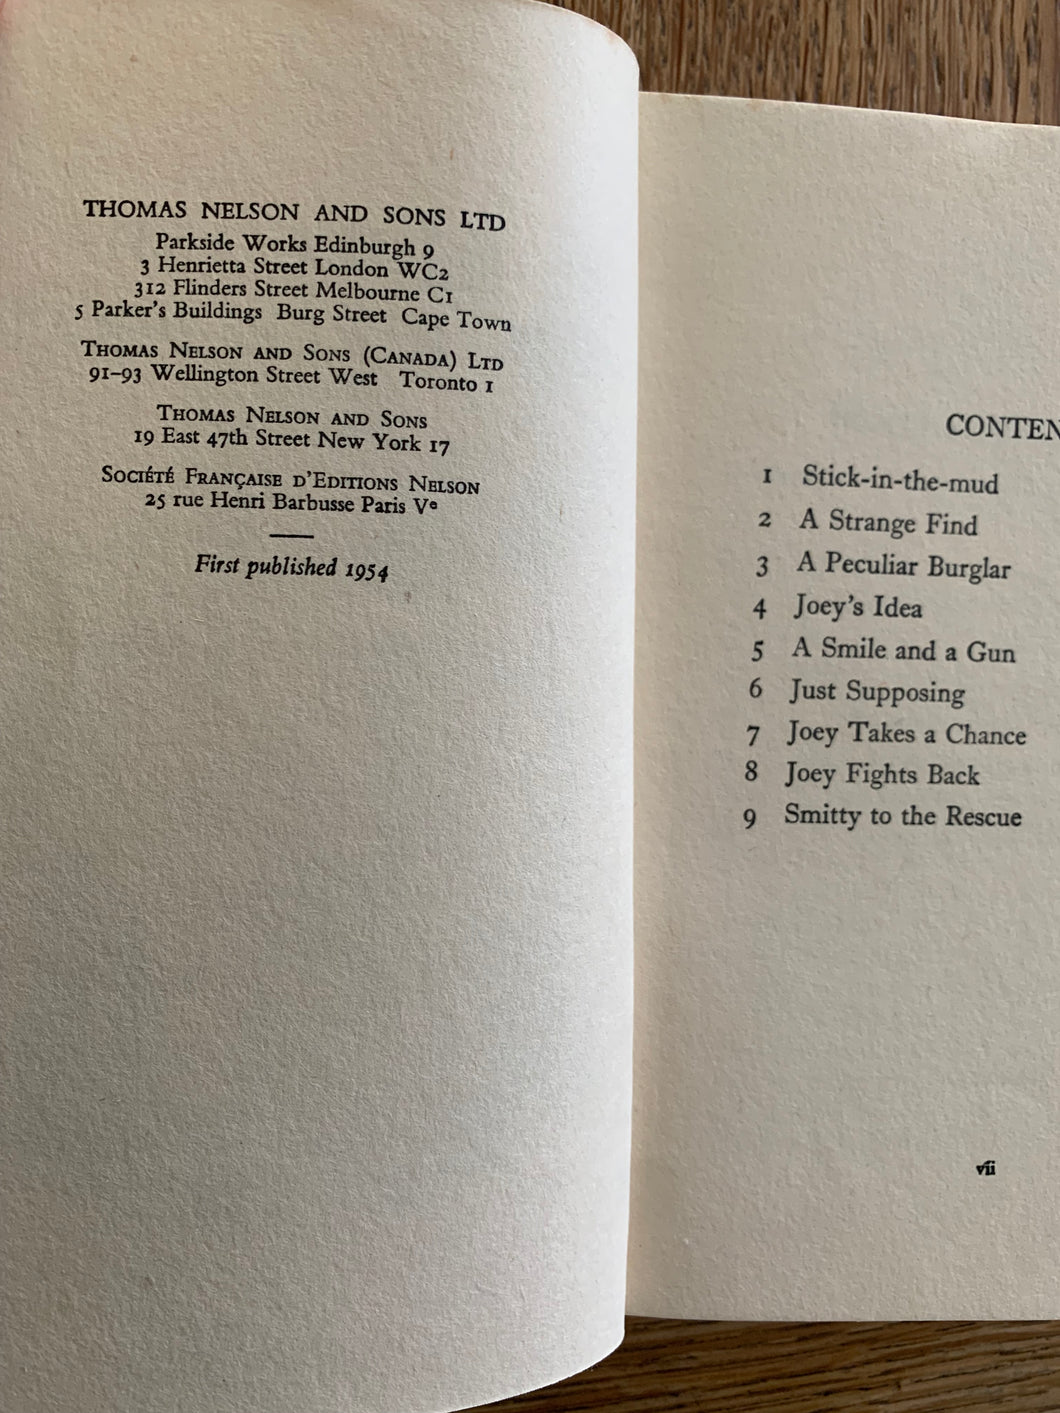 THOMAS NELSON AND SONS LTD
Parkside Works Edinburgh 9
3 Henrietta Street London WC2
312 Flinders Street Melbourne C1
5 Parker's Buildings Burg Street Cape Town
THOMAS NELSON AND SONS (CANADA) LTD
91–93 Wellington Street West Toronto 1
THOMAS NELSON AND SONS
19 East 47th Street New York 17
SOCIÉTÉ FRANÇAISE D'EDITIONS NELSON
25 rue Henri Barbusse Paris Ve
First published 1954
CONTEN
1 Stick-in-the-mud
2 A Strange Find
3 A Peculiar Burglar
4 Joey's Idea
5 A Smile and a Gun
6 Just Supposing
7 Joey Takes a Chance
8 Joey Fights Back
9 Smitty to the Rescue
vii